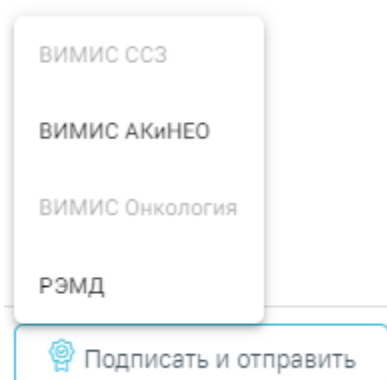 ВИМИС ССЗ
ВИМИС АКиНЕО
ВИМИС Онкология
РЭМД
Подписать и отправить